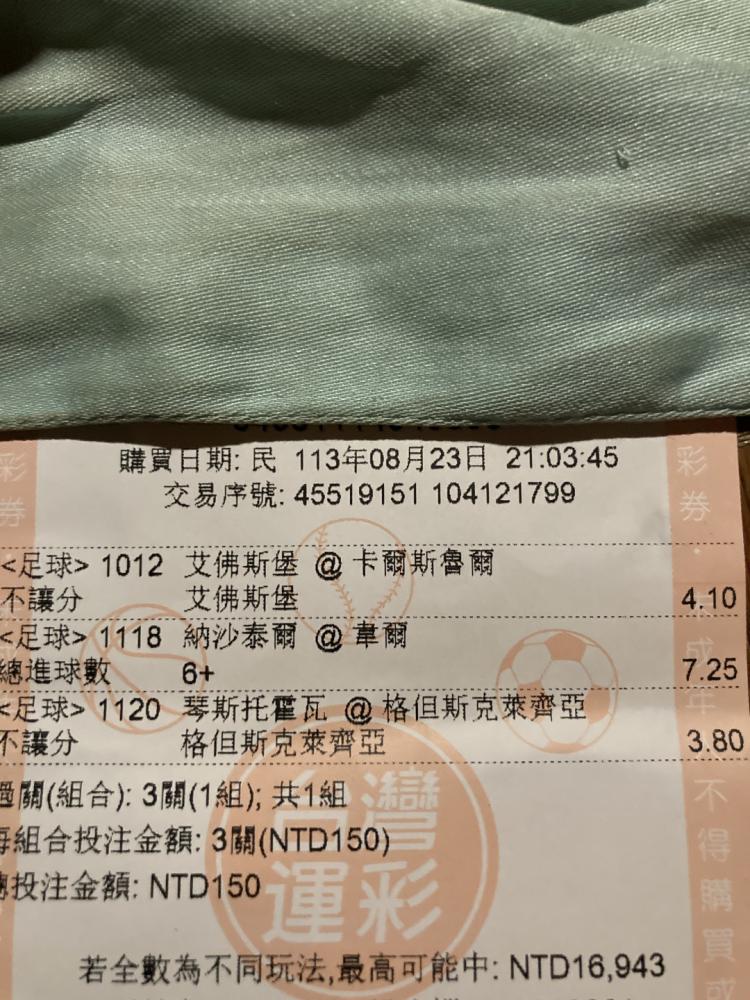 購買日期: 民 113年08月23日 21:03:45
交易序號: 45519151 104121799
<足球> 1012 艾佛斯堡 @ 卡爾斯魯爾
不讓分 艾佛斯堡 4.10
<足球> 1118 納沙泰爾 @ 韋爾
總進球數 6+ 7.25
<足球> 1120 琴斯托霍瓦 @ 格但斯克萊齊亞
不讓分 格但斯克萊齊亞 3.80
過關(組合): 3關(1組); 共1組
每組合投注金額: 3關(NTD150)
總投注金額: NTD150
若全數為不同玩法,最高可能中: NTD16,943
台灣
運彩
彩券
彩券・
成年
不得購買或